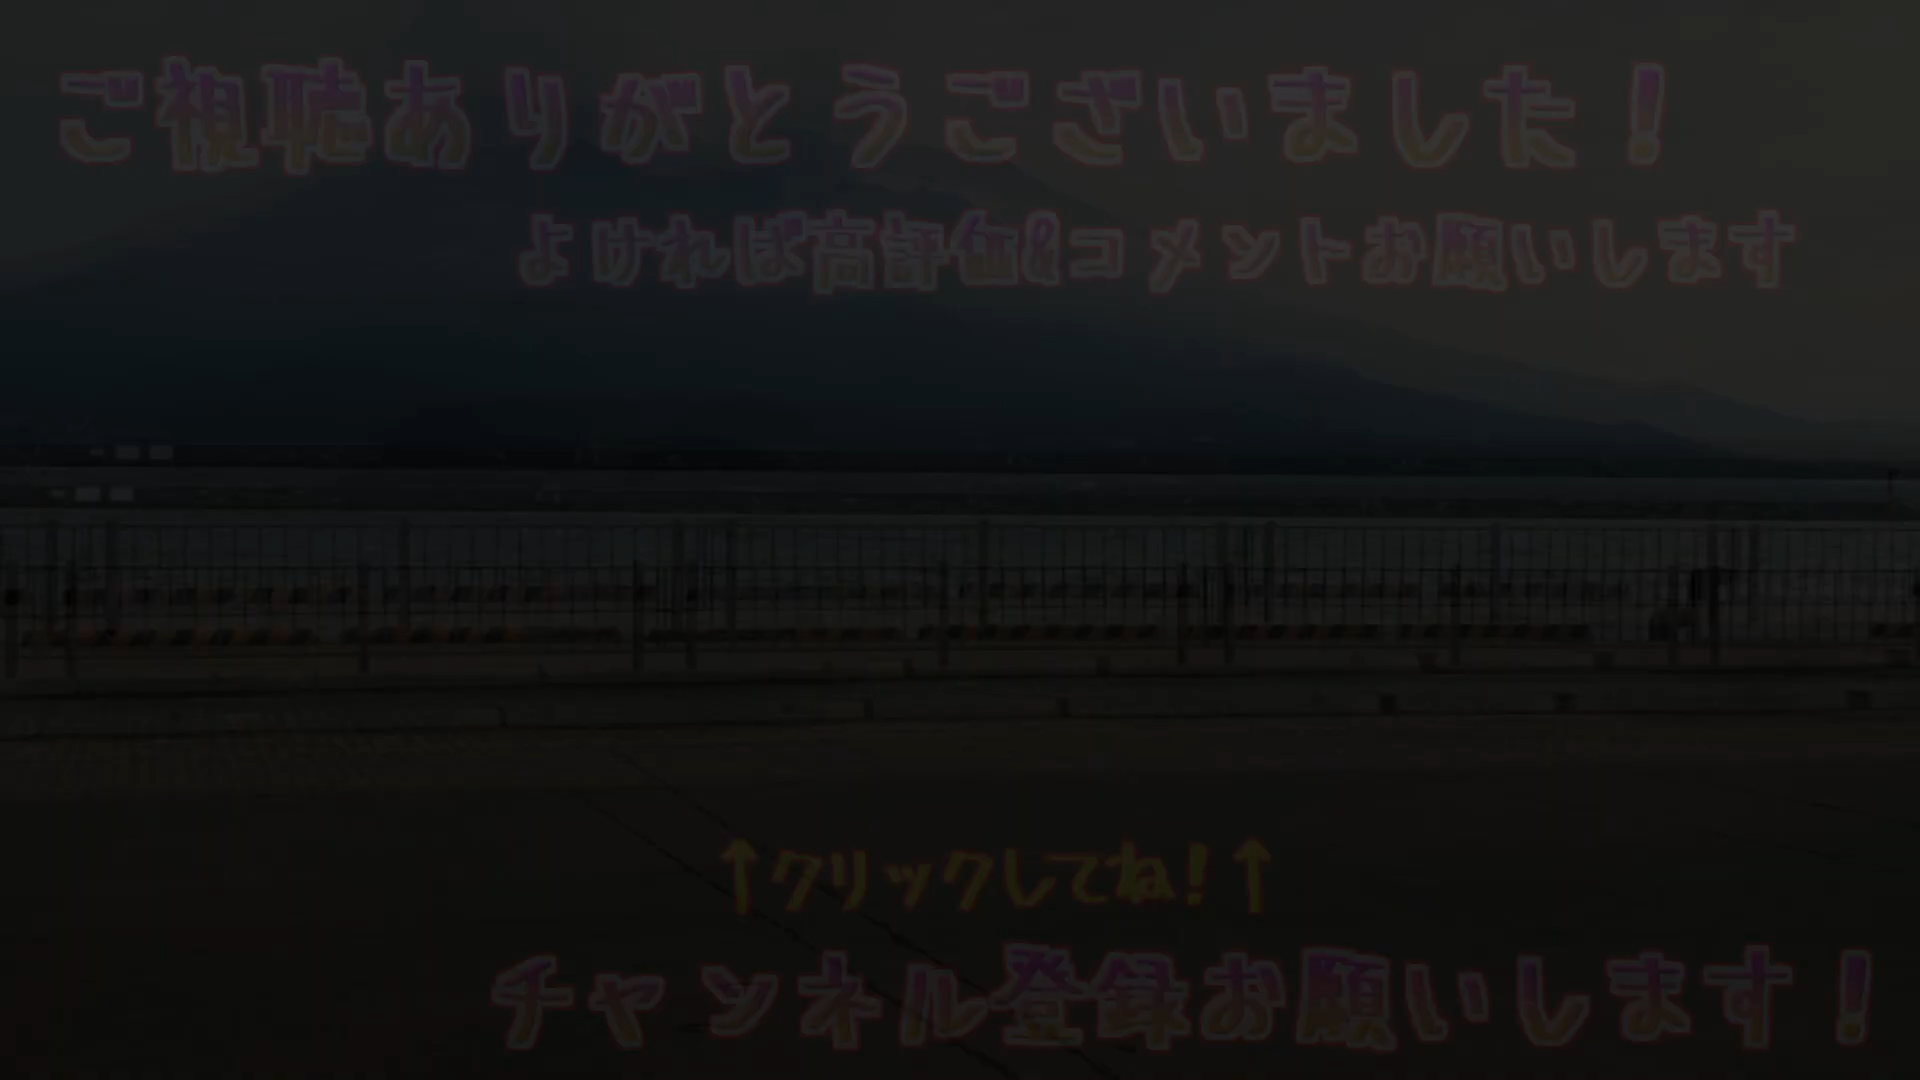 ご視聴ありがとうございました！
よければ高評価&コメントお願いします
↑クリックしてね！↑
チャンネル登録お願いします！